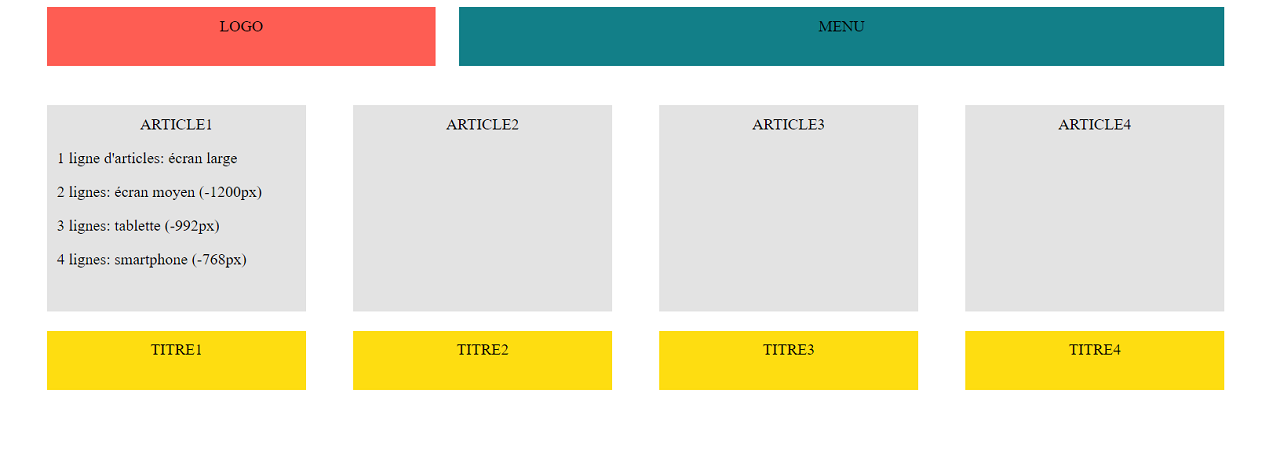 LOGO
MENU
ARTICLE1
1 ligne d'articles: écran large
2 lignes: écran moyen (-1200px)
3 lignes: tablette (-992px)
4 lignes: smartphone (-768px)
ARTICLE2
ARTICLE3
ARTICLE4
TITRE1
TITRE2
TITRE3
TITRE4